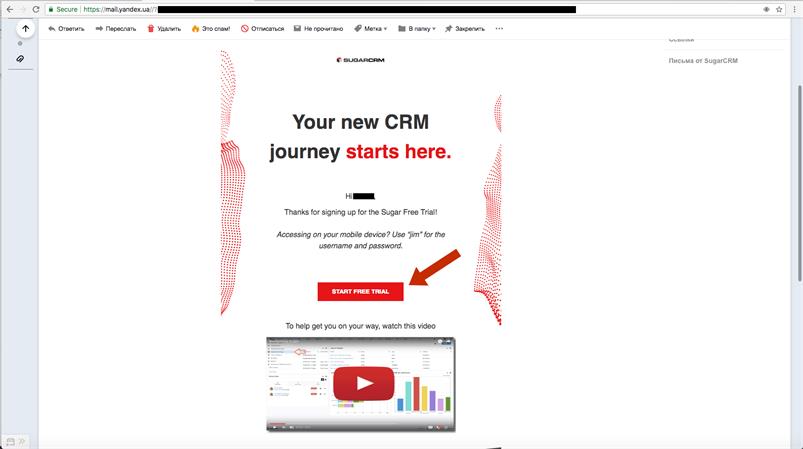 Secure
https://mail.yandex.ua//?
Ответить Переслать Удалить Это спам! Отписаться Не прочитано Метка В папку Закрепить
Письма от SugarCRM
SUGARCRM
Your new CRM
journey starts here.
Hi
Thanks for signing up for the Sugar Free Trial!
Accessing on your mobile device? Use "jim" for the
username and password.
START FREE TRIAL
To help get you on your way, watch this video